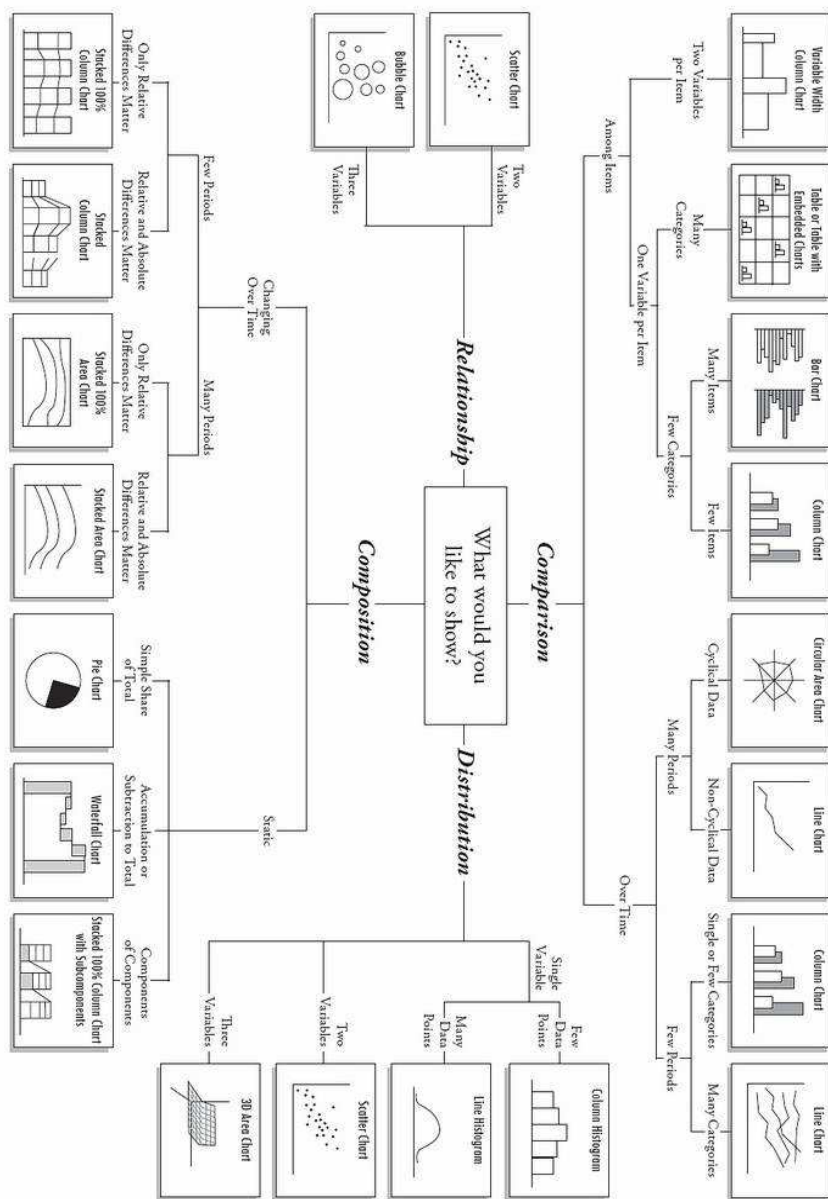 Variable Width
Column Chart
Table or Table with
Embedded Charts
Bar Chart
Column Chart
Circular Area Chart
Line Chart
Column Chart
Line Chart
Two Variables
per Item
Many
Categories
Many Items
Few Items
Cyclical Data
Non-Cyclical Data
Single or Few Categories
Many Categories
One Variable per Item
Few Categories
Many Periods
Few Periods
Among Items
Over Time
Comparison
Scatter Chart
Two
Variables
Bubble Chart
Three
Variables
Relationship
What would you
like to show?
Distribution
Single
Variable
Few
Data
Points
Column Histogram
Many
Data
Points
Line Histogram
Two
Variables
Scatter Chart
Three
Variables
3D Area Chart
Composition
Changing
Over Time
Static
Few Periods
Many Periods
Only Relative
Differences Matter
Relative and Absolute
Differences Matter
Only Relative
Differences Matter
Relative and Absolute
Differences Matter
Simple Share
of Total
Accumulation or
Subtraction to Total
Components
of Components
Stacked 100%
Column Chart
Stacked
Column Chart
Stacked 100%
Area Chart
Stacked Area Chart
Pie Chart
Waterfall Chart
Stacked 100% Column Chart
with Subcomponents